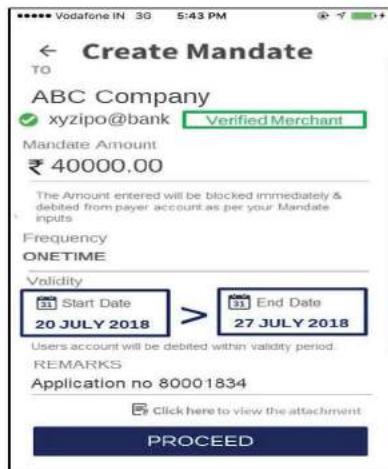 Vodafone IN 3G 5:43 PM
← Create Mandate
TO
ABC Company
xyzipo@bank Verified Merchant
Mandate Amount
₹ 40000.00
The Amount entered will be blocked immediately &
debited from payer account as per your Mandate
inputs
Frequency
ONETIME
Validity
31 Start Date > 31 End Date
20 JULY 2018 27 JULY 2018
Users account will be debited within validity period.
REMARKS
Application no 80001834
Click here to view the attachment
PROCEED